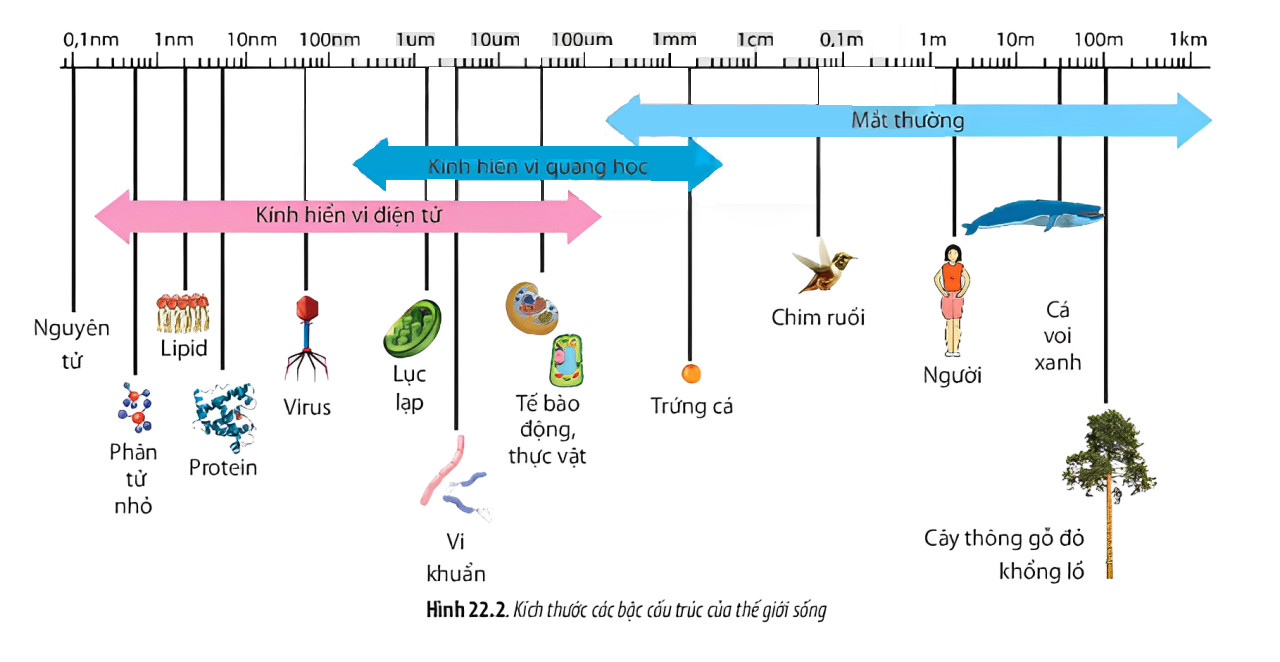 0,1nm 1nm 10nm 100nm 1um 10um 100um 1mm 1cm 0,1m 1m 10m 100m 1km
Mắt thường
Kính hiển vi quang học
Kính hiển vi điện tử
Nguyên
tử
Phân
tử
nhỏ
Lipid
Protein
Virus
Lục
lạp
Vi
khuẩn
Tế bào
động,
thực vật
Trứng cá
Chim ruồi
Người
Cá
voi
xanh
Cây thông gỗ đỏ
khổng lồ
Hình 22.2. Kích thước các bậc cấu trúc của thế giới sống